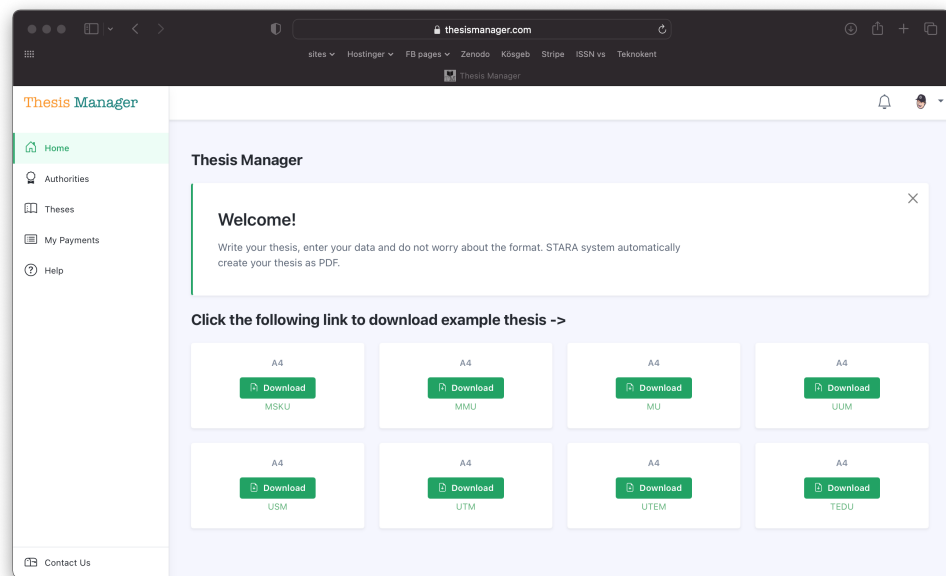 thesismanager.com
sites Hostinger FB pages Zenodo Kösgeb Stripe ISSN vs Teknokent
Thesis Manager
Thesis Manager
Home
Authorities
Theses
My Payments
Help
Contact Us
Thesis Manager
Welcome!
Write your thesis, enter your data and do not worry about the format. STARA system automatically
create your thesis as PDF.
Click the following link to download example thesis ->
A4 A4 A4 A4
Download Download Download Download
MSKU MMU MU UUM
A4 A4 A4 A4
Download Download Download Download
USM UTM UTEM TEDU